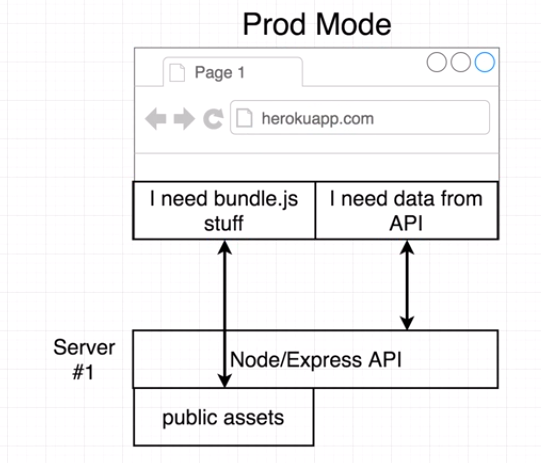 Prod Mode
Page 1
herokuapp.com
I need bundle.js
stuff
I need data from
API
Server
#1
Node/Express API
public assets